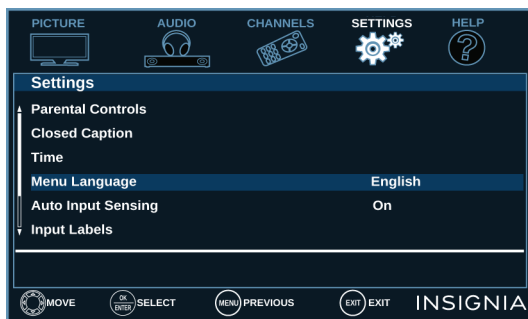 PICTURE AUDIO CHANNELS SETTINGS HELP
Settings
Parental Controls
Closed Caption
Time
Menu Language English
Auto Input Sensing On
Input Labels
MOVE OK ENTER SELECT MENU PREVIOUS EXIT EXIT INSIGNIA